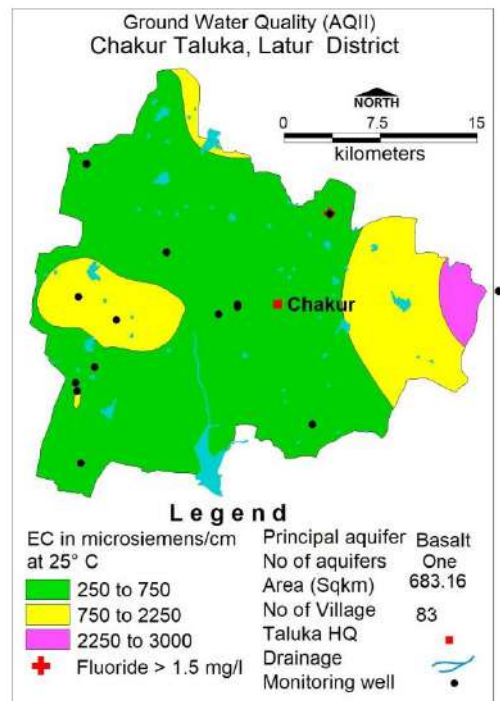 Ground Water Quality (AQII)
Chakur Taluka, Latur District
NORTH
0 7.5 15
kilometers
Chakur
Legend
EC in microsiemens/cm
at 25° C
250 to 750
750 to 2250
2250 to 3000
Fluoride > 1.5 mg/l
Principal aquifer Basalt
No of aquifers One
Area (Sqkm) 683.16
No of Village 83
Taluka HQ
Drainage
Monitoring well